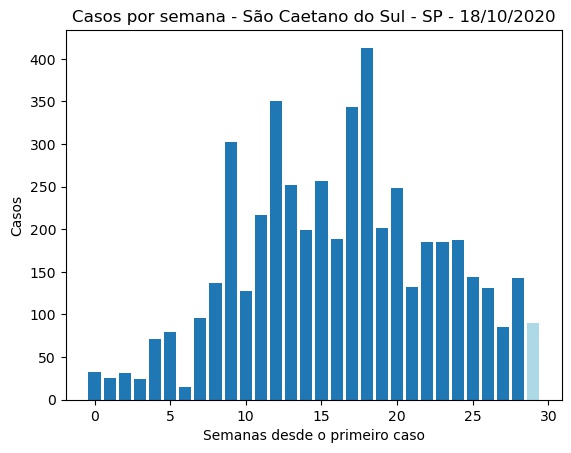 Casos por semana - São Caetano do Sul - SP - 18/10/2020
400
350
300
250
200
150
100
50
0
Casos
0 5 10 15 20 25 30
Semanas desde o primeiro caso